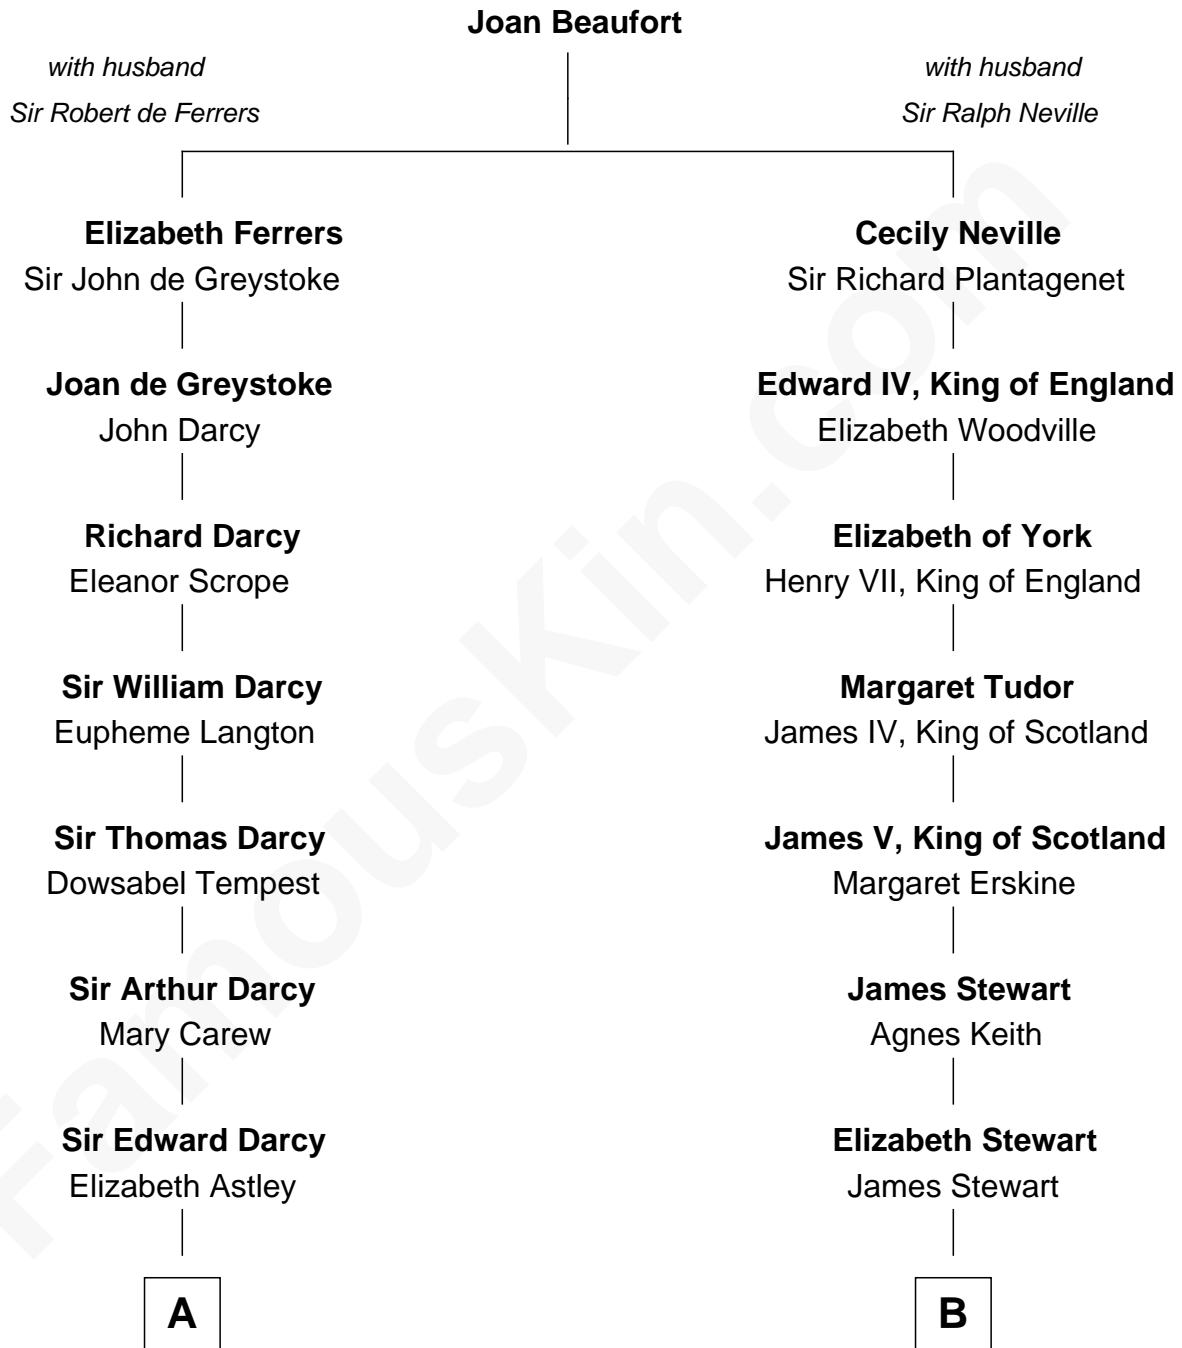 Joan Beaufort
with husband
Sir Robert de Ferrers
with husband
Sir Ralph Neville
Elizabeth Ferrers
Sir John de Greystoke
Cecily Neville
Sir Richard Plantagenet
Joan de Greystoke
John Darcy
Edward IV, King of England
Elizabeth Woodville
Richard Darcy
Eleanor Scrope
Elizabeth of York
Henry VII, King of England
Sir William Darcy
Eupheme Langton
Margaret Tudor
James IV, King of Scotland
Sir Thomas Darcy
Dowsabel Tempest
James V, King of Scotland
Margaret Erskine
Sir Arthur Darcy
Mary Carew
James Stewart
Agnes Keith
Sir Edward Darcy
Elizabeth Astley
Elizabeth Stewart
James Stewart
A
B
FamousKin.com